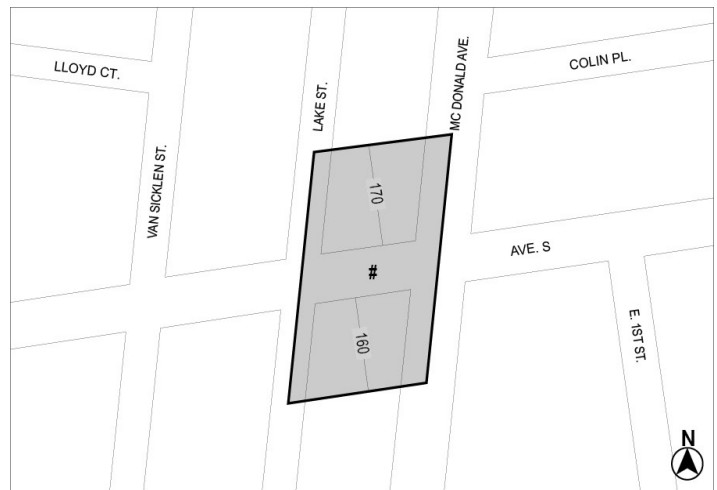 LLOYD CT.
VAN SICKLEN ST.
LAKE ST.
MC DONALD AVE.
COLIN PL.
170
#
AVE. S
160
E. 1ST ST.
N